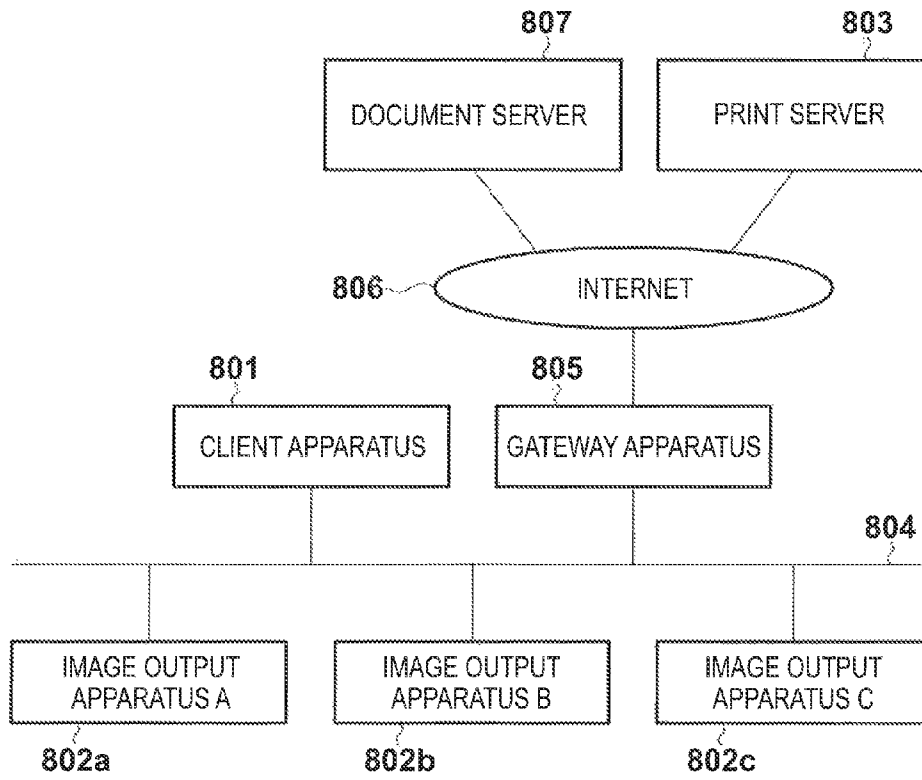 807
803
DOCUMENT SERVER
PRINT SERVER
806
INTERNET
801
805
CLIENT APPARATUS
GATEWAY APPARATUS
804
IMAGE OUTPUT
APPARATUS A
IMAGE OUTPUT
APPARATUS B
IMAGE OUTPUT
APPARATUS C
802a
802b
802c